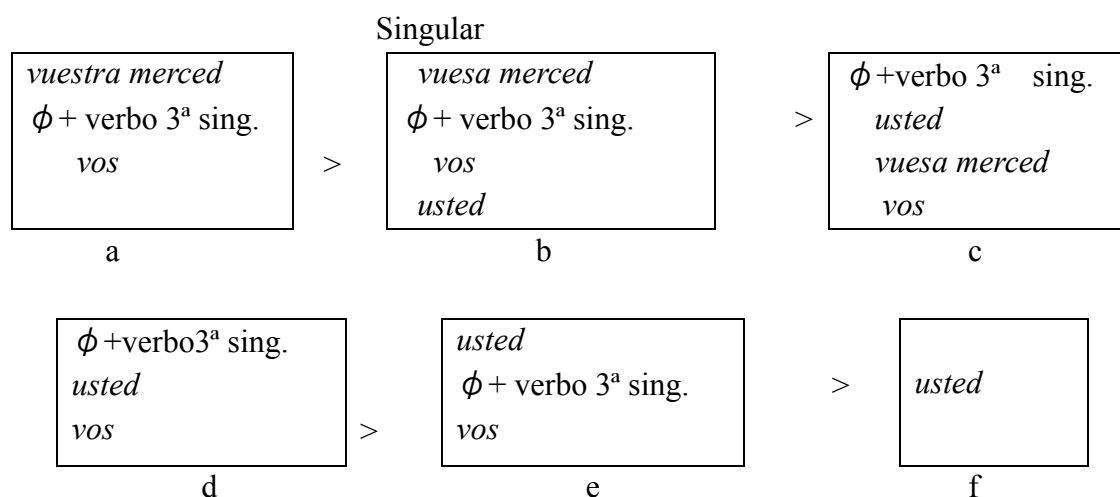 Singular
vuestra merced
ϕ + verbo 3ª sing.
vos
>
a
vuesa merced
ϕ + verbo 3ª sing.
vos
usted
>
b
ϕ +verbo 3ª sing.
usted
vuesa merced
vos
c
ϕ +verbo3ª sing.
usted
vos
>
d
usted
ϕ + verbo 3ª sing.
vos
>
e
usted
f